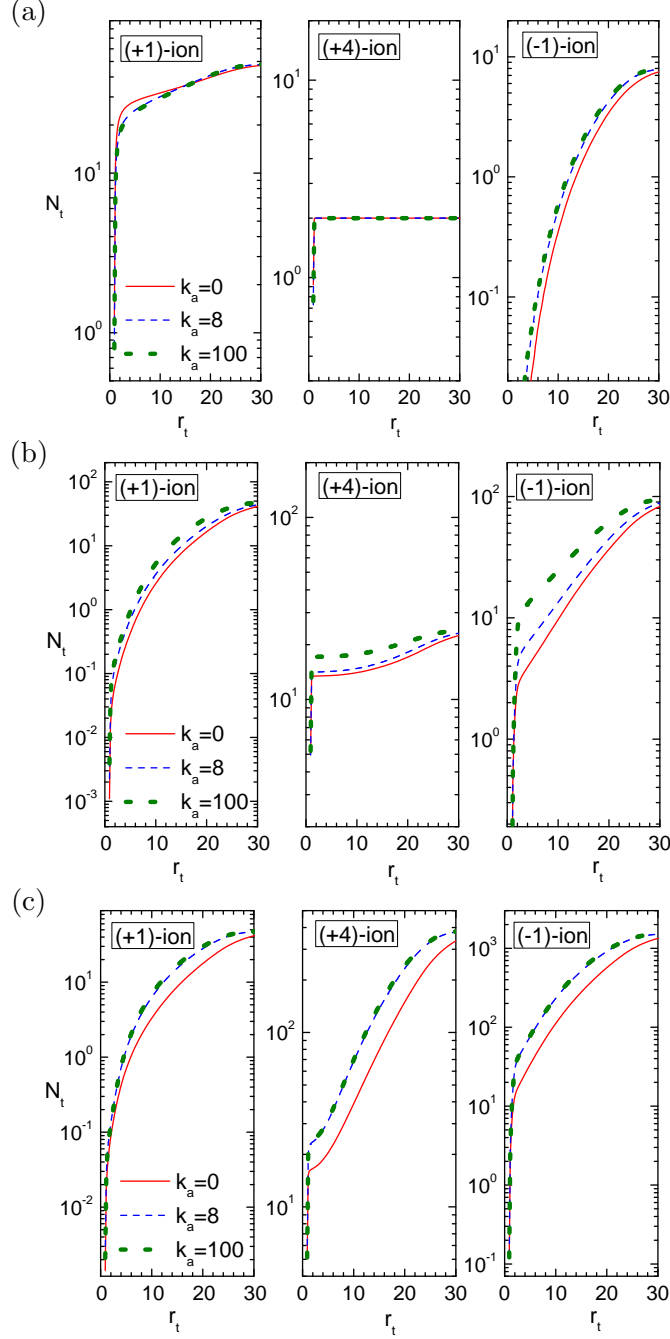 (a)
(+1)-ion
(+4)-ion
(-1)-ion
N_t
10^1
10^0
k_a=0
k_a=8
k_a=100
10^1
10^0
10^1
10^0
10^-1
0 10 20 30
0 10 20 30
0 10 20 30
r_t
r_t
r_t
(b)
(+1)-ion
(+4)-ion
(-1)-ion
N_t
10^2
10^1
10^0
10^-1
10^-2
10^-3
k_a=0
k_a=8
k_a=100
10^2
10^1
10^2
10^1
10^0
0 10 20 30
0 10 20 30
0 10 20 30
r_t
r_t
r_t
(c)
(+1)-ion
(+4)-ion
(-1)-ion
N_t
10^1
10^0
10^-1
10^-2
k_a=0
k_a=8
k_a=100
10^2
10^1
10^3
10^2
10^1
10^0
10^-1
0 10 20 30
0 10 20 30
0 10 20 30
r_t
r_t
r_t